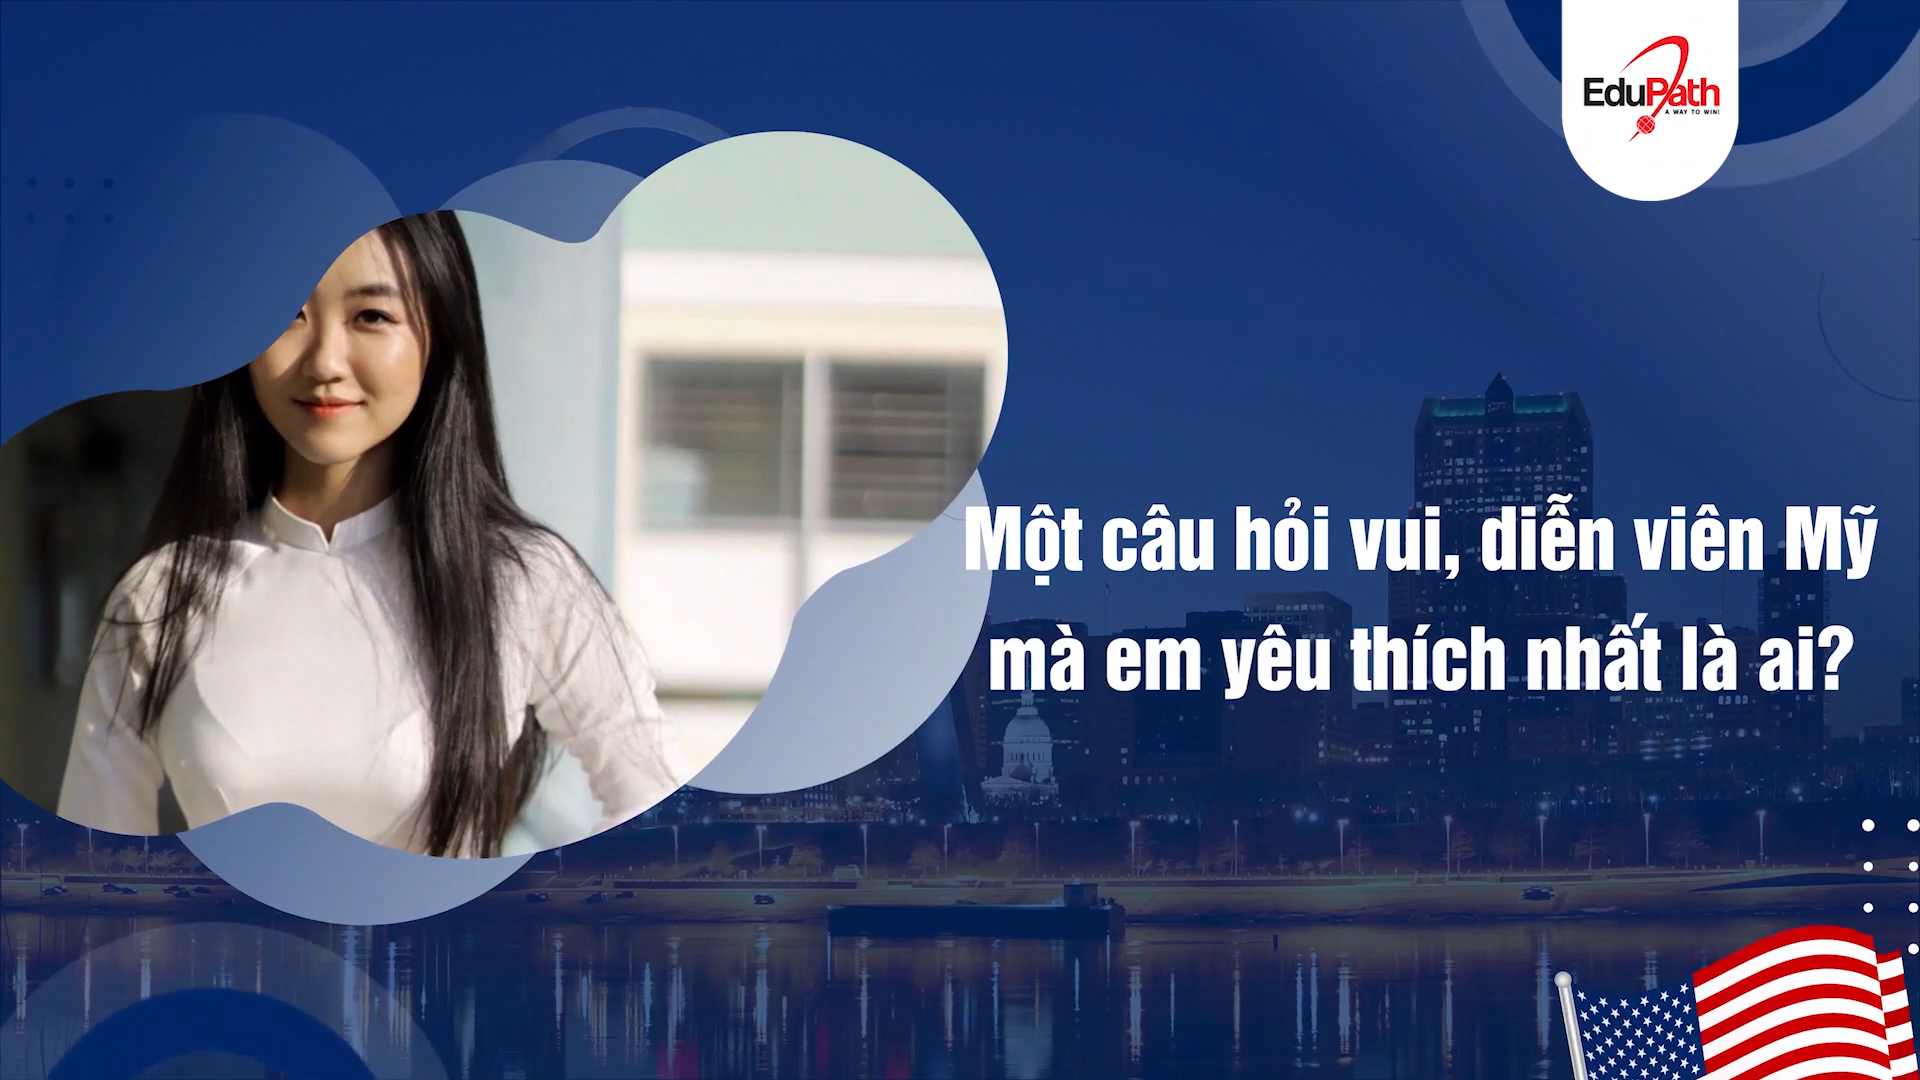 EduPath
A WAY TO WIN!
Một câu hỏi vui, diễn viên Mỹ
mà em yêu thích nhất là ai?